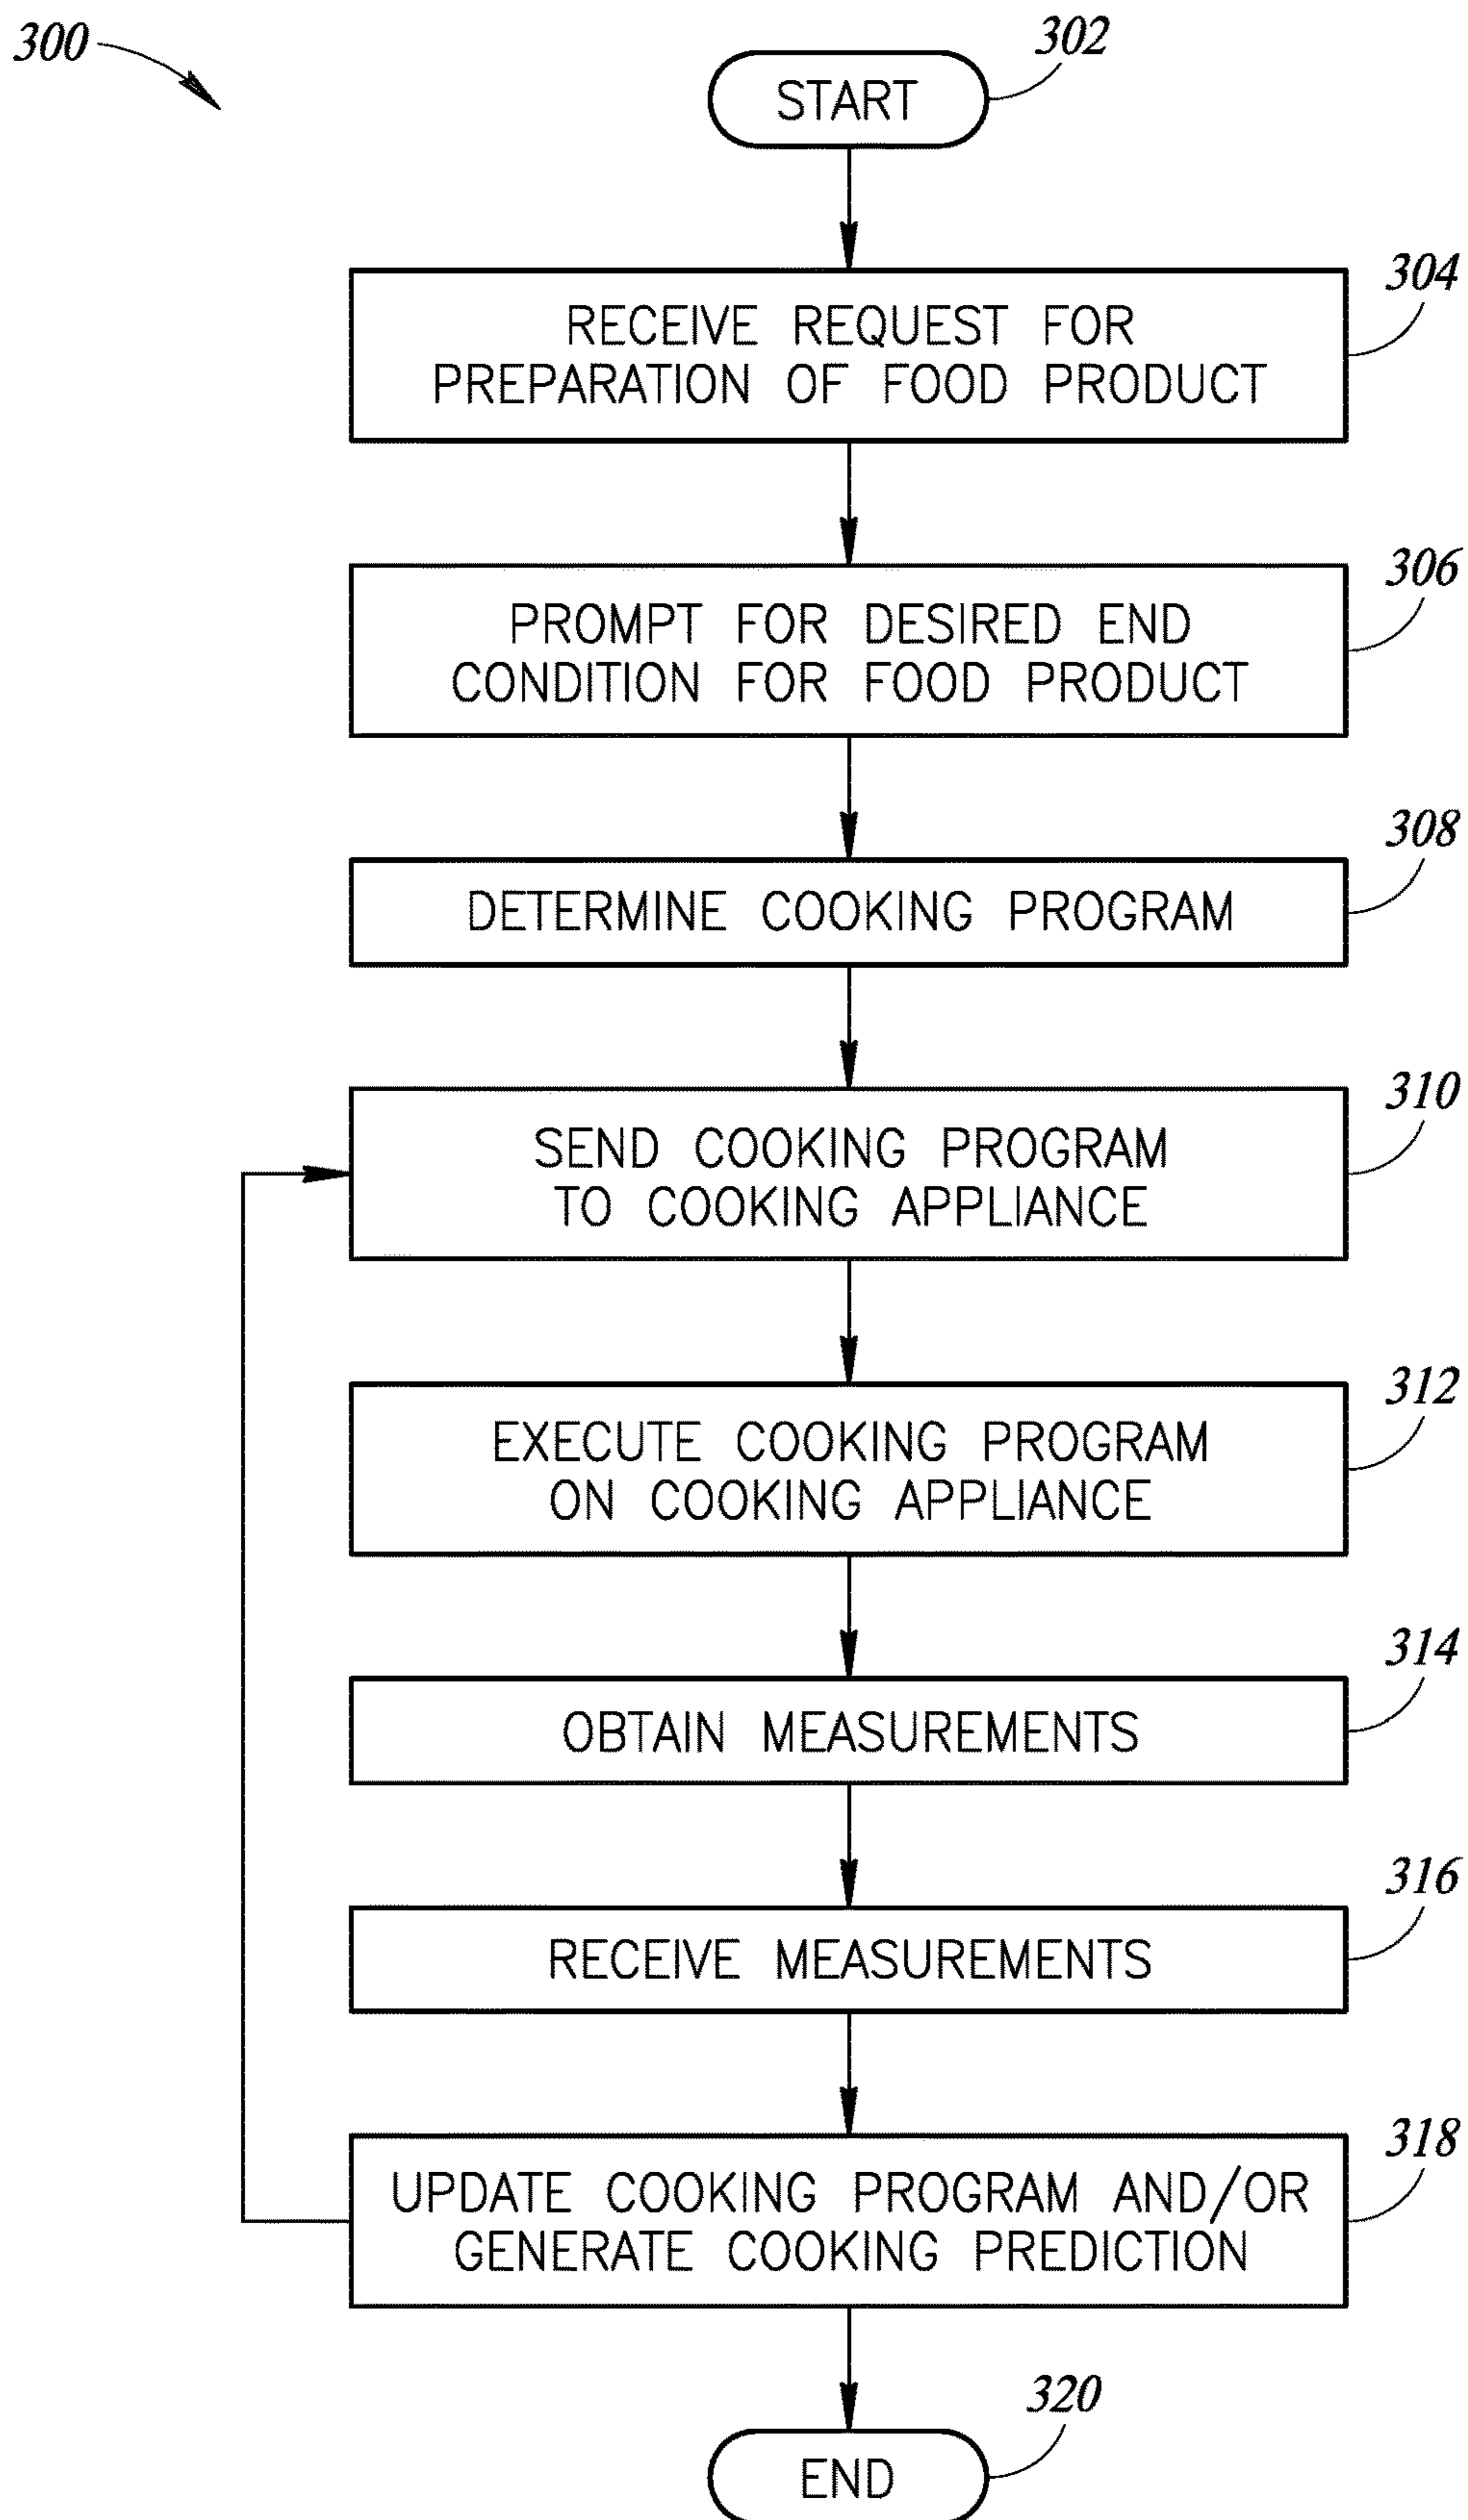 300
302
START
304
RECEIVE REQUEST FOR
PREPARATION OF FOOD PRODUCT
306
PROMPT FOR DESIRED END
CONDITION FOR FOOD PRODUCT
308
DETERMINE COOKING PROGRAM
310
SEND COOKING PROGRAM
TO COOKING APPLIANCE
312
EXECUTE COOKING PROGRAM
ON COOKING APPLIANCE
314
OBTAIN MEASUREMENTS
316
RECEIVE MEASUREMENTS
318
UPDATE COOKING PROGRAM AND/OR
GENERATE COOKING PREDICTION
320
END